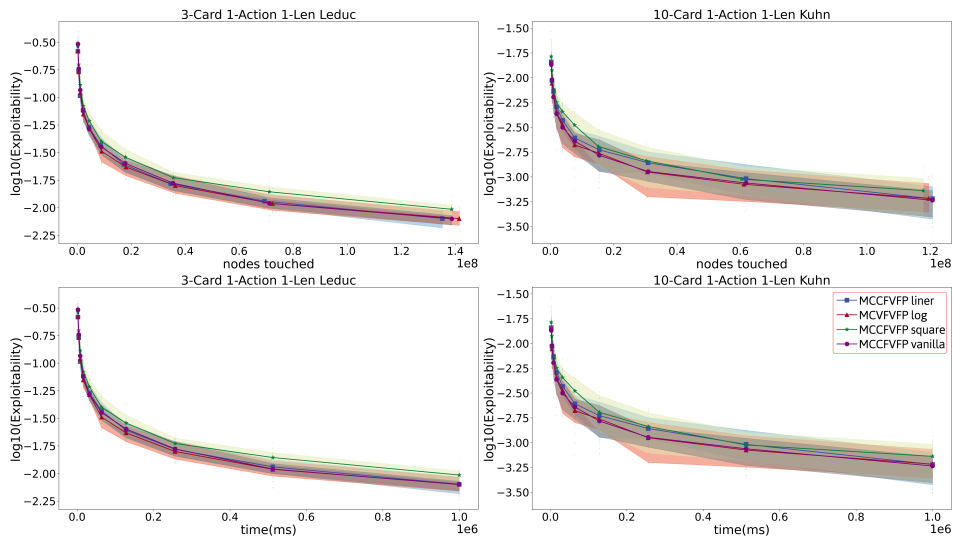 3-Card 1-Action 1-Len Leduc
10-Card 1-Action 1-Len Kuhn
log10(Exploitability)
−0.50
−0.75
−1.00
−1.25
−1.50
−1.75
−2.00
−2.25
0.0 0.2 0.4 0.6 0.8 1.0 1.2 1.4
nodes touched
1e8
log10(Exploitability)
−1.50
−1.75
−2.00
−2.25
−2.50
−2.75
−3.00
−3.25
−3.50
0.0 0.2 0.4 0.6 0.8 1.0 1.2
nodes touched
1e8
3-Card 1-Action 1-Len Leduc
10-Card 1-Action 1-Len Kuhn
log10(Exploitability)
−0.50
−0.75
−1.00
−1.25
−1.50
−1.75
−2.00
−2.25
0.0 0.2 0.4 0.6 0.8 1.0
time(ms)
1e6
log10(Exploitability)
−1.50
−1.75
−2.00
−2.25
−2.50
−2.75
−3.00
−3.25
−3.50
MCCFVFP liner
MCVFVFP log
MCCFVFP square
MCCFVFP vanilla
0.0 0.2 0.4 0.6 0.8 1.0
time(ms)
1e6